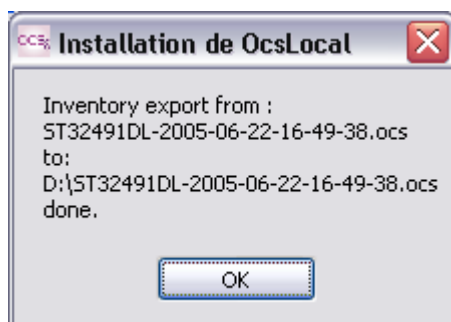 Installation de OcsLocal
Inventory export from :
ST32491DL-2005-06-22-16-49-38.ocs
to:
D:\ST32491DL-2005-06-22-16-49-38.ocs
done.
OK